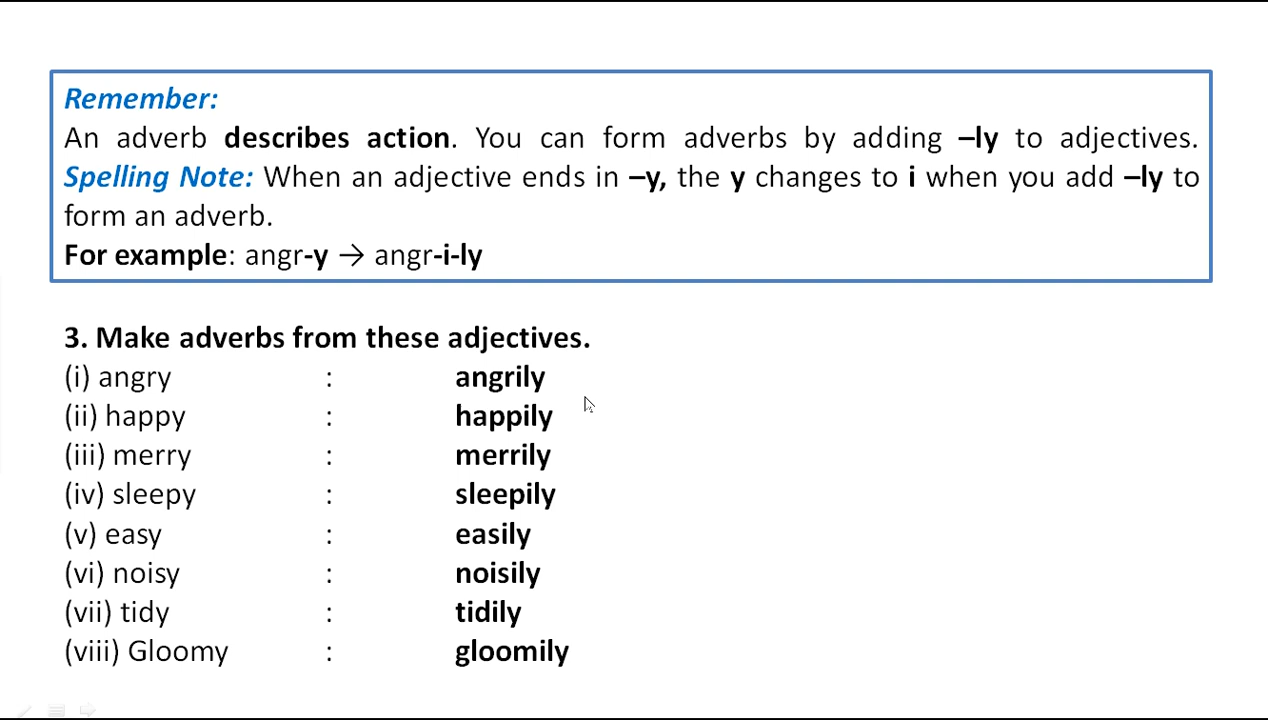 Remember:
An adverb describes action. You can form adverbs by adding –ly to adjectives.
Spelling Note: When an adjective ends in –y, the y changes to i when you add –ly to
form an adverb.
For example: angr-y → angr-i-ly
3. Make adverbs from these adjectives.
(i) angry : angrily
(ii) happy : happily
(iii) merry : merrily
(iv) sleepy : sleepily
(v) easy : easily
(vi) noisy : noisily
(vii) tidy : tidily
(viii) Gloomy : gloomily